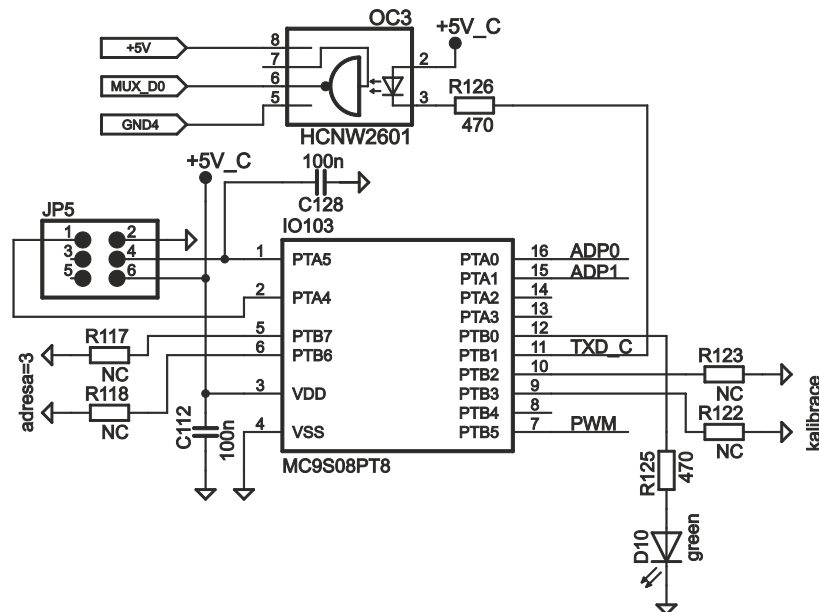 OC3
+5V_C
+5V
8
7
2
MUX_D0
6
R126
5
3
GND4
470
HCNW2601
+5V_C
100n
C128
JP5
IO103
1
2
3
4
5
6
1
PTA5
PTA0
16
ADP0
PTA1
15
ADP1
2
PTA4
PTA2
14
PTA3
13
R117
5
PTB7
PTB0
12
NC
6
PTB6
PTB1
11
TXD_C
R118
PTB2
10
R123
NC
3
VDD
PTB3
9
NC
adresa=3
PTB4
8
R122
C112
100n
4
VSS
PTB5
7
PWM
NC
kalibrace
MC9S08PT8
R125
470
D10
green